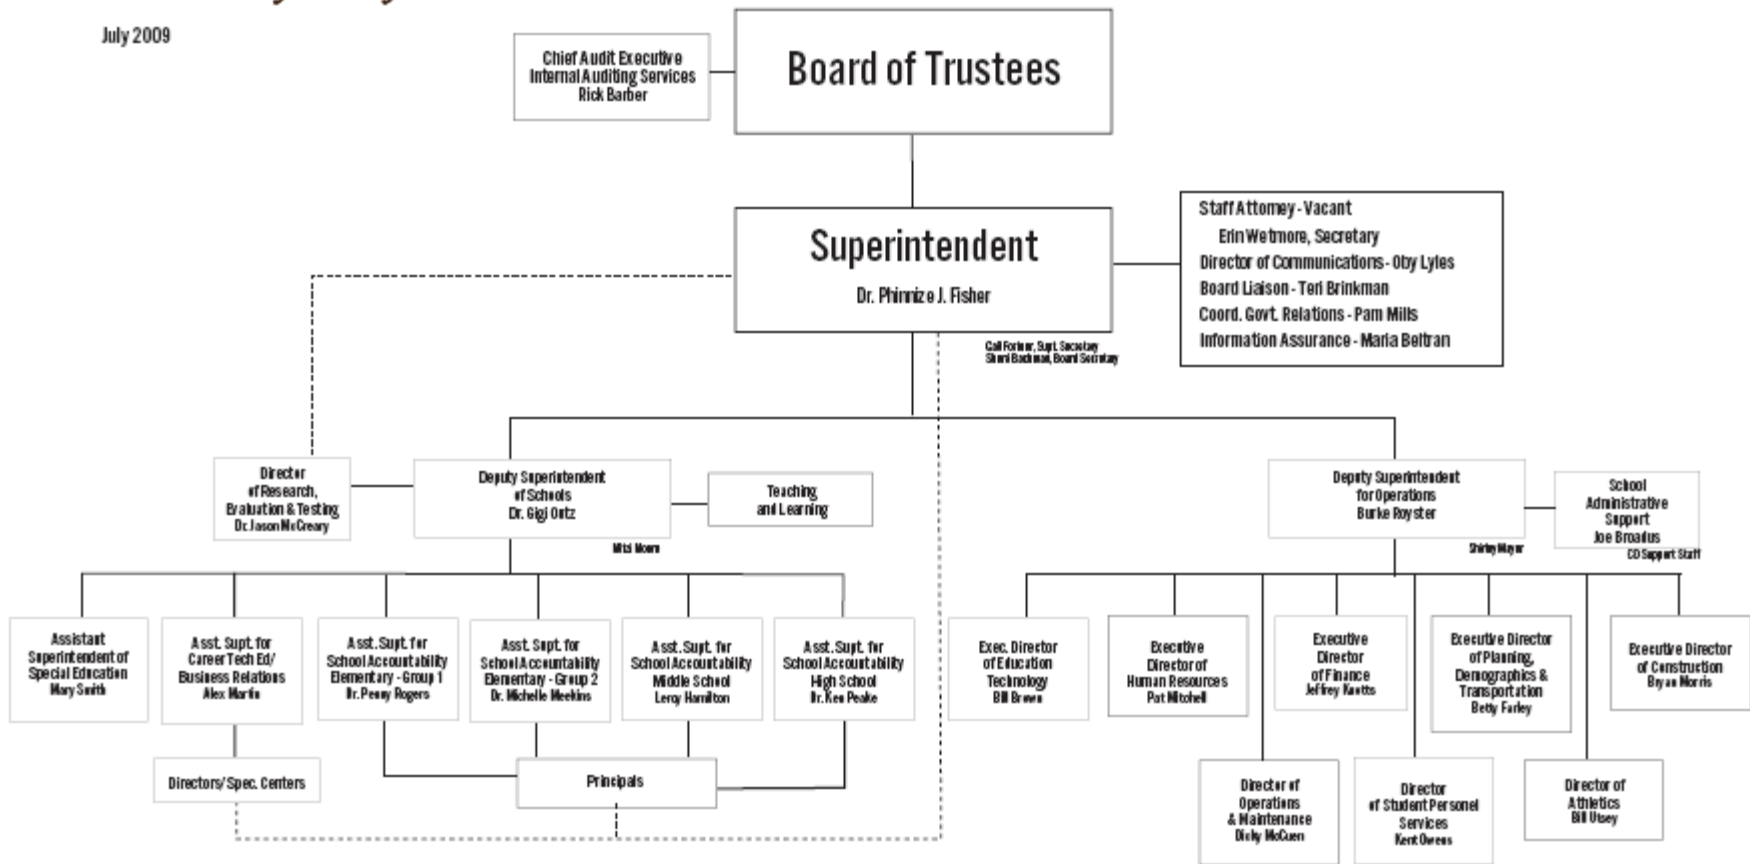 July 2009
Chief Audit Executive
Internal Auditing Services
Rick Barber
Board of Trustees
Superintendent
Dr. Phinnize J. Fisher
Staff Attorney - Vacant
Erin Wetmore, Secretary
Director of Communications - Oby Lyles
Board Liaison - Teri Brinkman
Coord. Govt. Relations - Pam Mills
Information Assurance - Maria Beltran
Supt. Secretary
Board Secretary
Director
of Research,
Evaluation & Testing
Dr. Jason McCreary
Deputy Superintendent
of Schools
Dr. Gigi
Teaching
and Learning
Deputy Superintendent
for Operations
Burke Royster
School
Administrative
Support
Joe Broadus
CO Support Staff
Assistant
Superintendent of
Special Education
Mary Smith
Asst. Supt. for
Career Tech Ed/
Business Relations
Alex Martin
Asst. Supt. for
School Accountability
Elementary - Group 1
Dr. Penny Rogers
Asst. Supt. for
School Accountability
Elementary - Group 2
Dr. Michelle Meekins
Asst. Supt. for
School Accountability
Middle School
Leroy Hamilton
Asst. Supt. for
School Accountability
High School
Dr. Ken Peake
Exec. Director
of Education
Technology
Bill Brown
Executive
Director of
Human Resources
Pat Mitchell
Executive
Director
of Finance
Jeffrey Knotts
Executive Director
of Planning,
Demographics &
Transportation
Betty Farley
Executive Director
of Construction
Bryan Morris
Directors/Spec. Centers
Principals
Director of
Operations
& Maintenance
Dicky McCuen
Director
of Student Personel
Services
Kent Owens
Director of
Athletics
Bill Utsey